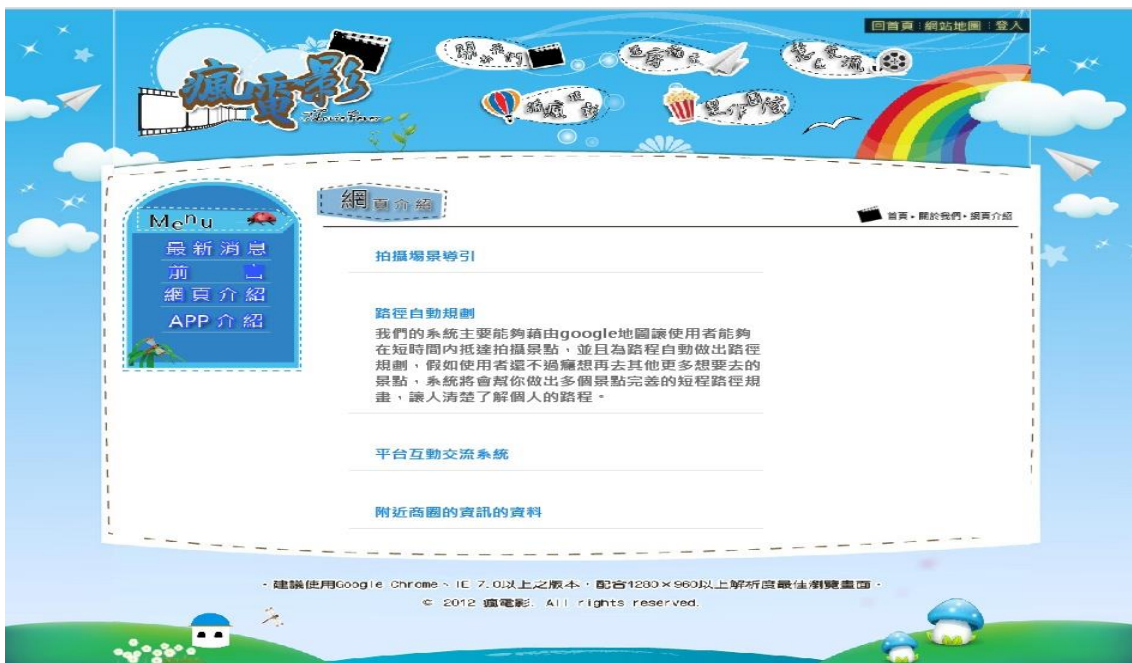 回首頁 網站地圖 登入
瘋電影
網頁介紹
首頁・關於我們・網頁介紹
Menu
最新消息
前 言
網頁介紹
APP 介紹
拍攝場景導引
路徑自動規劃
我們的系統主要能夠藉由google地圖讓使用者能夠
在短時間內抵達拍攝景點，並且為路程自動做出路徑
規劃，假如使用者還不過癮想再去其他更多想要去的
景點，系統將會幫你做出多個景點完善的短程路徑規
畫，讓人清楚了解個人的路程。
平台互動交流系統
附近商圈的資訊的資料
・建議使用Google Chrome、IE 7.0以上之版本，配合1280×960以上解析度最佳瀏覽畫面・
© 2012 瘋電影. All rights reserved.